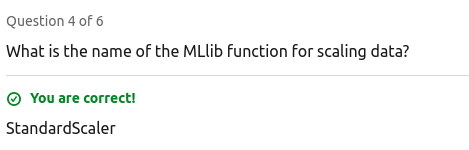 Question 4 of 6
What is the name of the MLlib function for scaling data?
You are correct!
StandardScaler